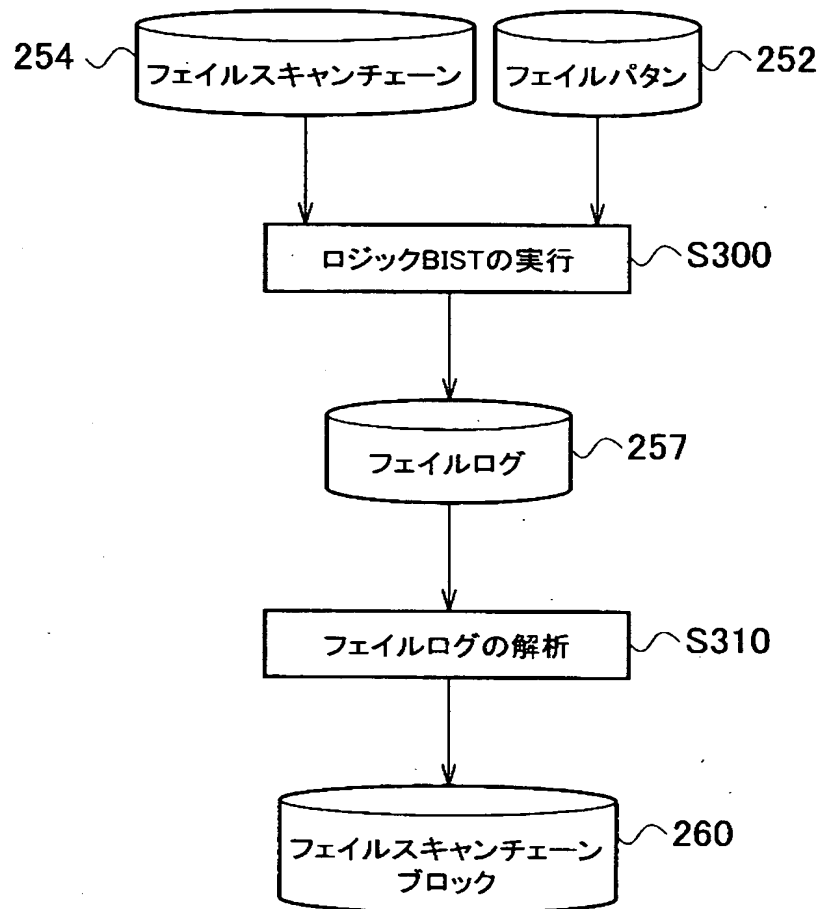 254
フェイルスキャンチェーン
フェイルパタン
252
ロジックBISTの実行
S300
フェイルログ
257
フェイルログの解析
S310
フェイルスキャンチェーン
ブロック
260